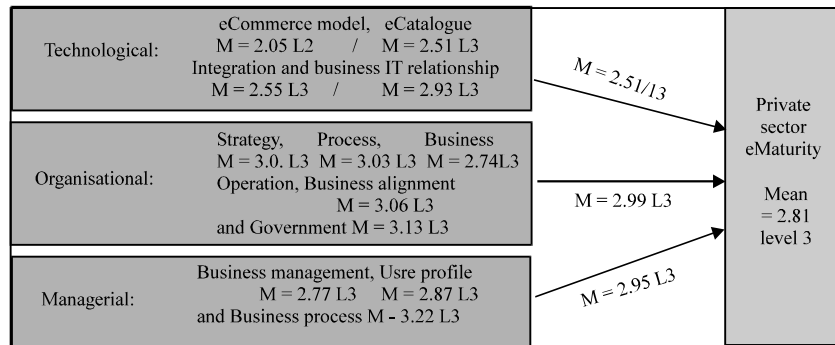 eCommerce model, eCatalogue
Technological: M = 2.05 L2 / M = 2.51 L3
Integration and business IT relationship
M = 2.55 L3 / M = 2.93 L3
Strategy, Process, Business
M = 3.0. L3 M = 3.03 L3 M = 2.74L3
Organisational: Operation, Business alignment
M = 3.06 L3
and Government M = 3.13 L3
Business management, Usre profile
Managerial: M = 2.77 L3 M = 2.87 L3
and Business process M - 3.22 L3
M = 2.51/13
M = 2.99 L3
M = 2.95 L3
Private
sector
eMaturity
Mean
= 2.81
level 3